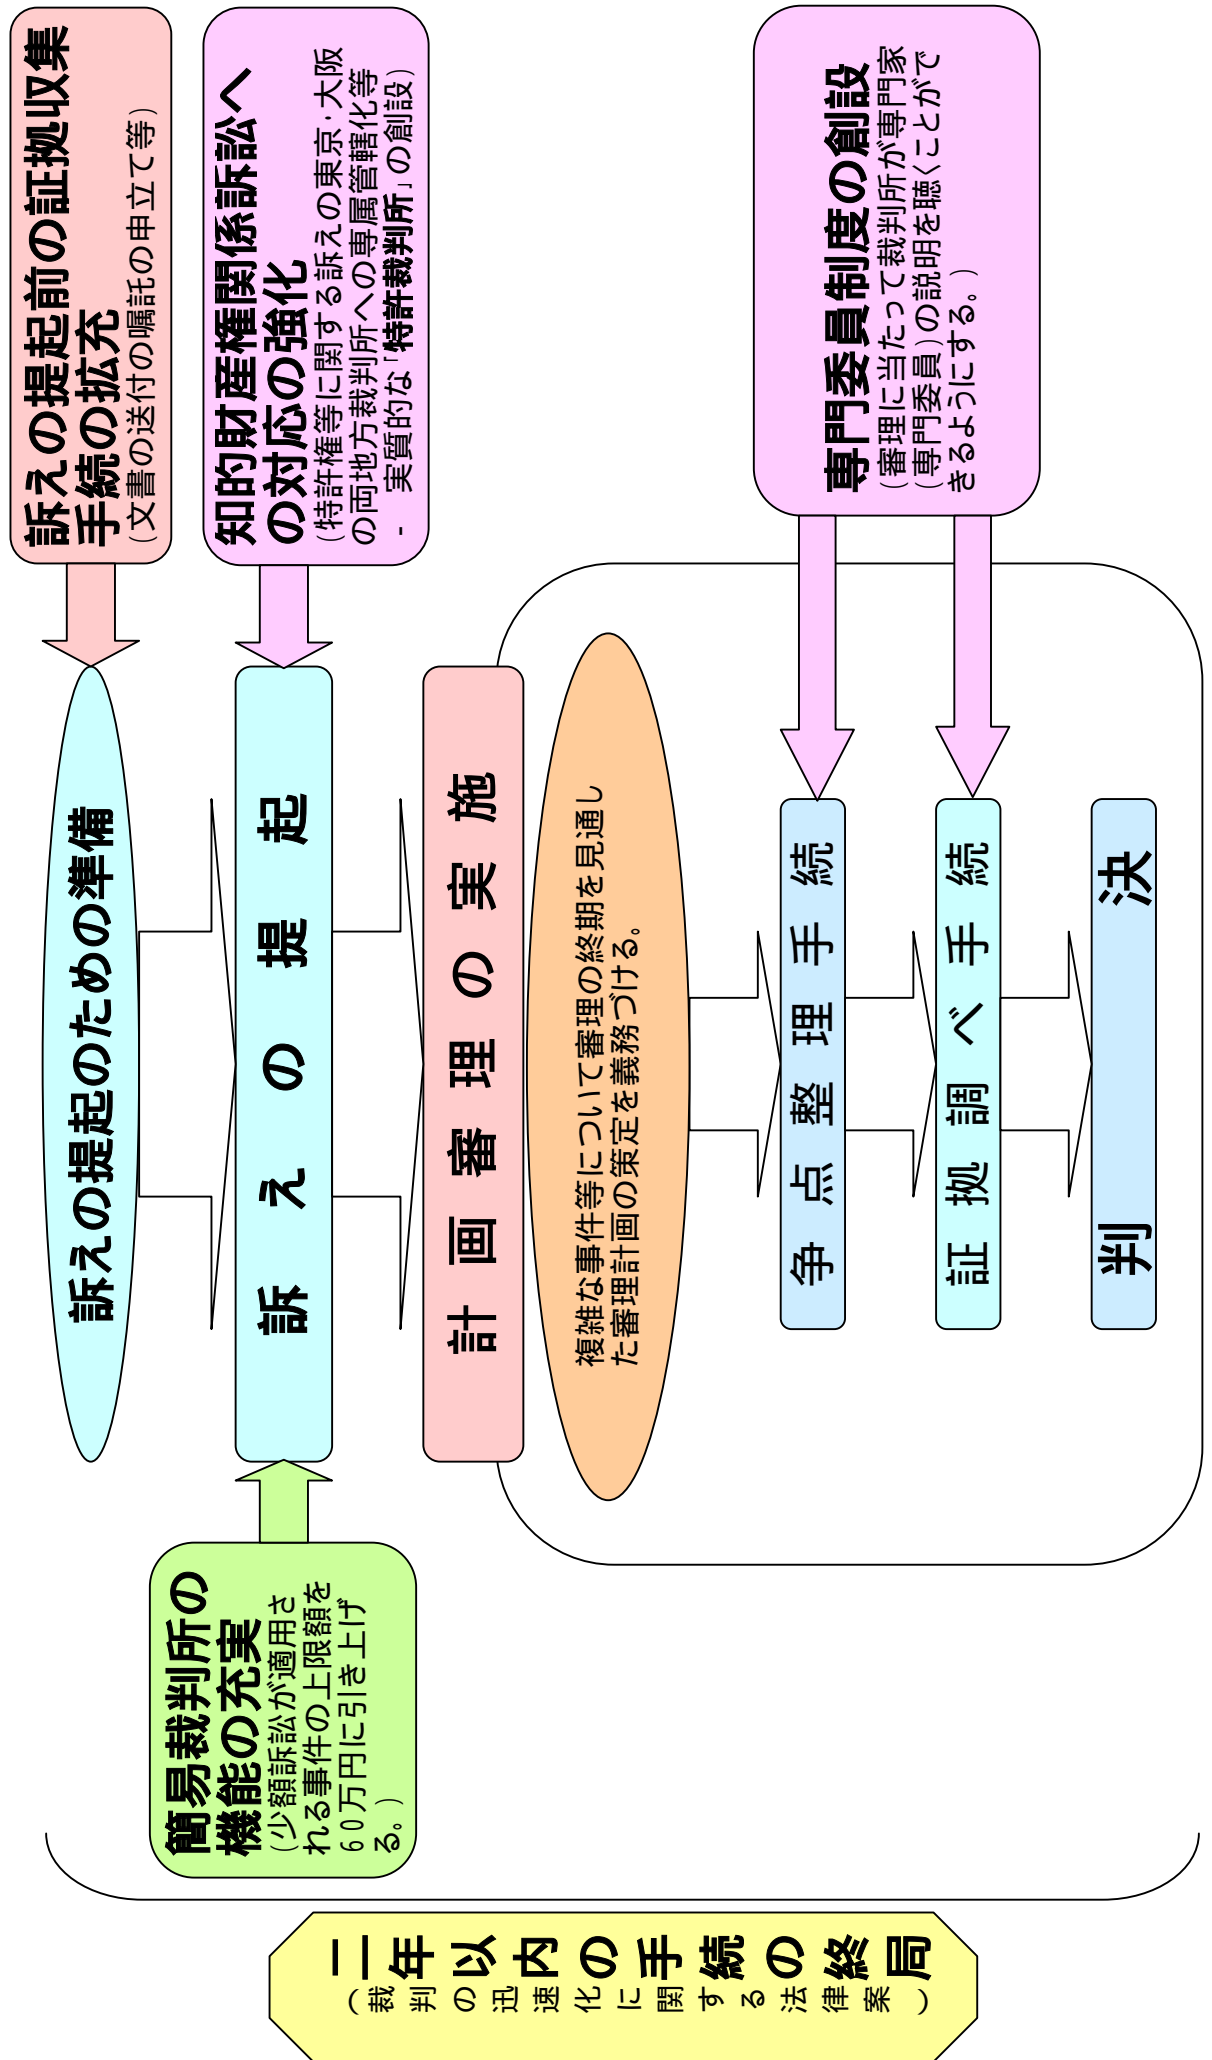 訴えの提起前の証拠収集
手続の拡充
（文書の送付の嘱託の申立て等）
知的財産権関係訴訟へ
の対応の強化
（特許権等に関する訴えの東京・大阪
の両地方裁判所への専属管轄化等
- 実質的な「特許裁判所」の創設）
専門委員制度の創設
（審理に当たって裁判所が専門家
（専門委員）の説明を聴くことがで
きるようにする。）
訴えの提起のための準備
訴えの提起
計画審理の実施
複雑な事件等について審理の終期を見通し
た審理計画の策定を義務づける。
争点整理手続
証拠調べ手続
判決
簡易裁判所の
機能の充実
（少額訴訟が適用さ
れる事件の上限額を
６０万円に引き上げ
る。）
二年以内の手続の終局
（裁判の迅速化に関する法律案）